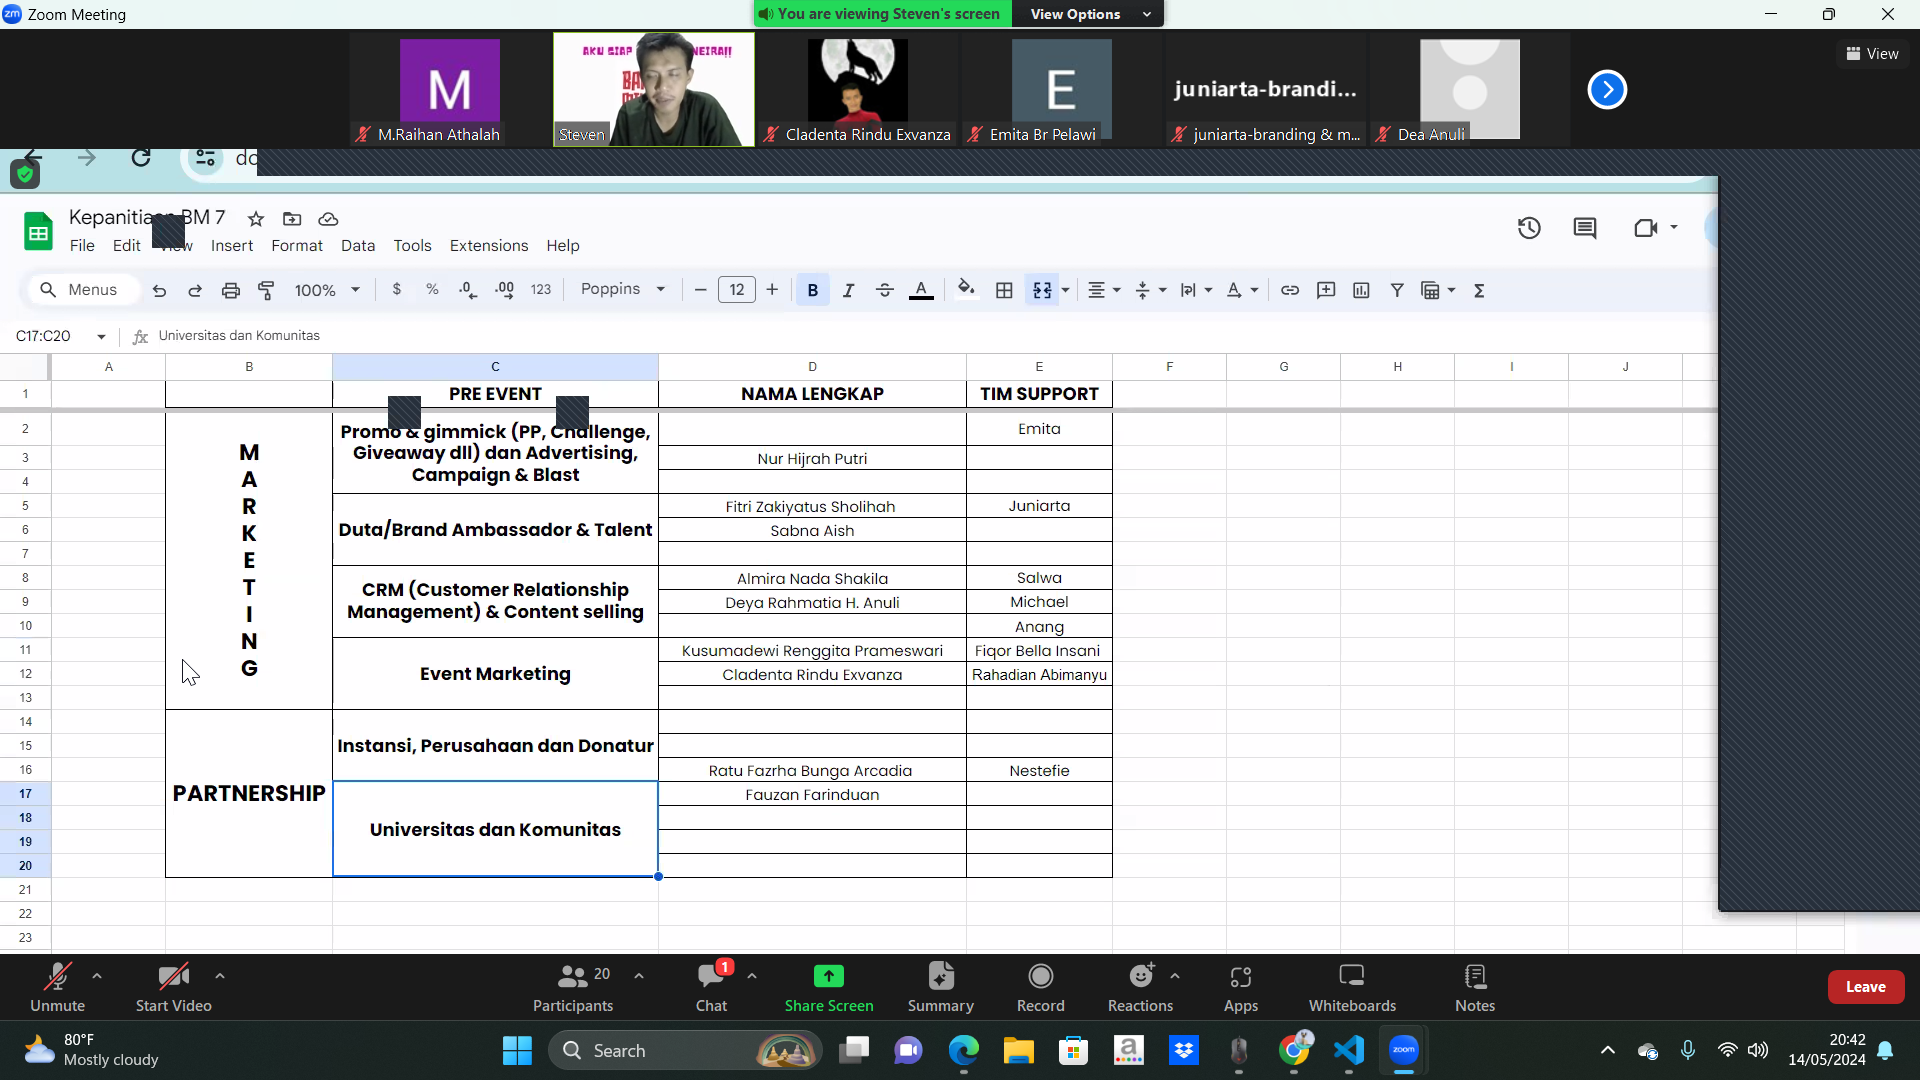 Zoom Meeting
You are viewing Steven's screen
View Options
View
M
M.Raihan Athalah
AKU SIAP
NEIRA!!
Steven
Cladenta Rindu Exvanza
E
Emita Br Pelawi
juniarta-brandi...
juniarta-branding & m...
Dea Anuli
Kepanitiaan BM 7
File Edit View Insert Format Data Tools Extensions Help
Menus 100% $ % .0 .00 123 Poppins 12 B I A
C17:C20 fx Universitas dan Komunitas
A B C D E F G H I J
1 PRE EVENT NAMA LENGKAP TIM SUPPORT
MARKETING
Promo & gimmick (PP, Challenge,
Giveaway dll) dan Advertising,
Campaign & Blast
2 Emita
3 Nur Hijrah Putri
4
Duta/Brand Ambassador & Talent
5 Fitri Zakiyatus Sholihah Juniarta
6 Sabna Aish
7
CRM (Customer Relationship
Management) & Content selling
8 Almira Nada Shakila Salwa
9 Deya Rahmatia H. Anuli Michael
10 Anang
Event Marketing
11 Kusumadewi Renggita Prameswari Fiqor Bella Insani
12 Cladenta Rindu Exvanza Rahadian Abimanyu
13
PARTNERSHIP
Instansi, Perusahaan dan Donatur
14
15
16 Ratu Fazrha Bunga Arcadia Nestefie
Universitas dan Komunitas
17 Fauzan Farinduan
18
19
20
21
22
23
Unmute
Start Video
20
Participants
1
Chat
Share Screen
Summary
Record
Reactions
Apps
Whiteboards
Notes
Leave
80°F
Mostly cloudy
Search
zoom
20:42
14/05/2024